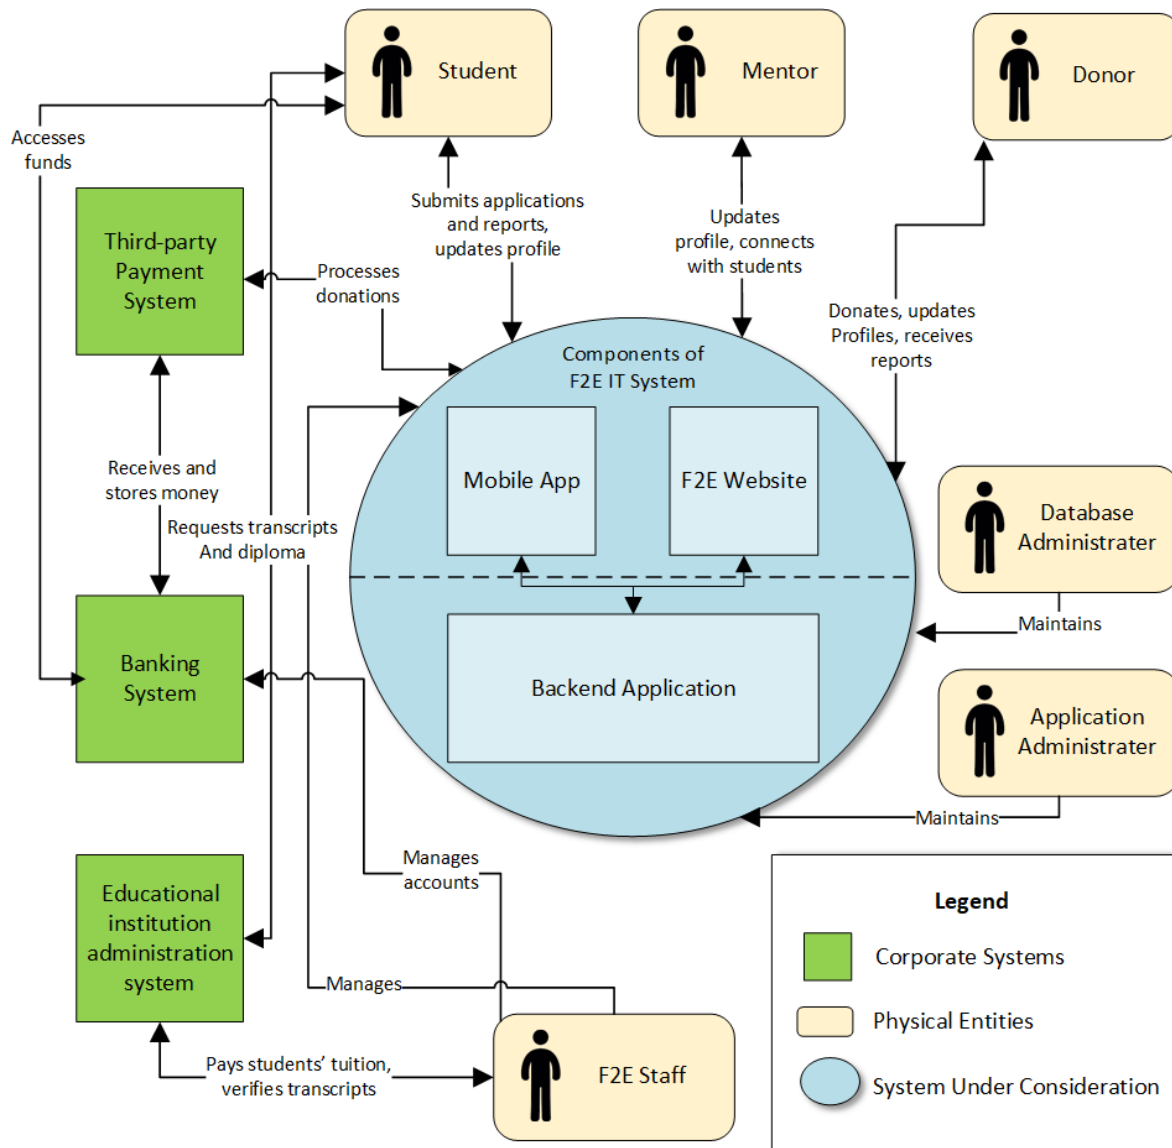 Student
Mentor
Donor
Accesses
funds
Submits applications
and reports,
updates profile
Updates
profile, connects
with students
Third-party
Payment
System
Processes
donations
Donates, updates
Profiles, receives
reports
Components of
F2E IT System
Mobile App
F2E Website
Receives and
stores money
Requests transcripts
And diploma
Database
Administrater
Maintains
Banking
System
Backend Application
Application
Administrater
Maintains
Manages
accounts
Educational
institution
administration
system
Manages
Pays students’ tuition,
verifies transcripts
F2E Staff
Legend
Corporate Systems
Physical Entities
System Under Consideration